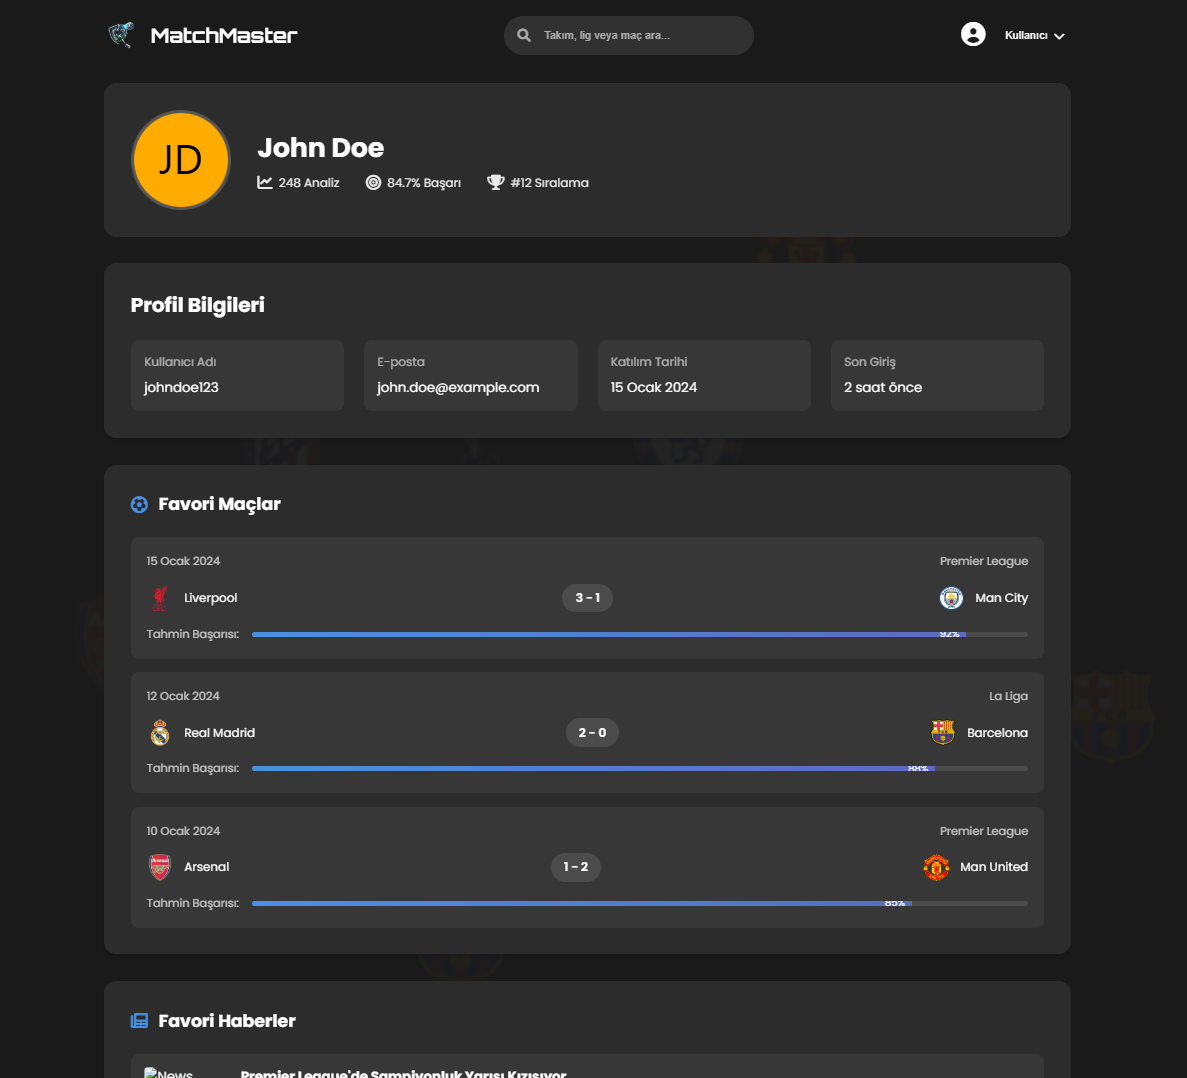 MatchMaster
Takım, lig veya maç ara...
Kullanıcı
JD
John Doe
248 Analiz
84.7% Başarı
#12 Sıralama
Profil Bilgileri
Kullanıcı Adı
johndoe123
E-posta
john.doe@example.com
Katılım Tarihi
15 Ocak 2024
Son Giriş
2 saat önce
Favori Maçlar
15 Ocak 2024
Premier League
Liverpool
3 - 1
Man City
Tahmin Başarısı:
92%
12 Ocak 2024
La Liga
Real Madrid
2 - 0
Barcelona
Tahmin Başarısı:
88%
10 Ocak 2024
Premier League
Arsenal
1 - 2
Man United
Tahmin Başarısı:
85%
Favori Haberler
News
Premier League'de Şampiyonluk Yarışı Kızışıyor